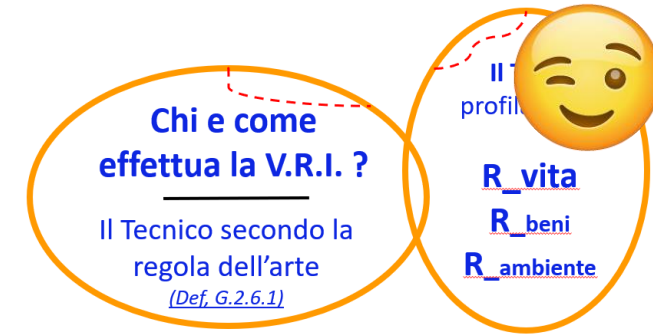 Chi e come
effettua la V.R.I. ?
Il Tecnico secondo la
regola dell'arte
(Def, G.2.6.1)
Il
R_vita
R_beni
R_ambiente